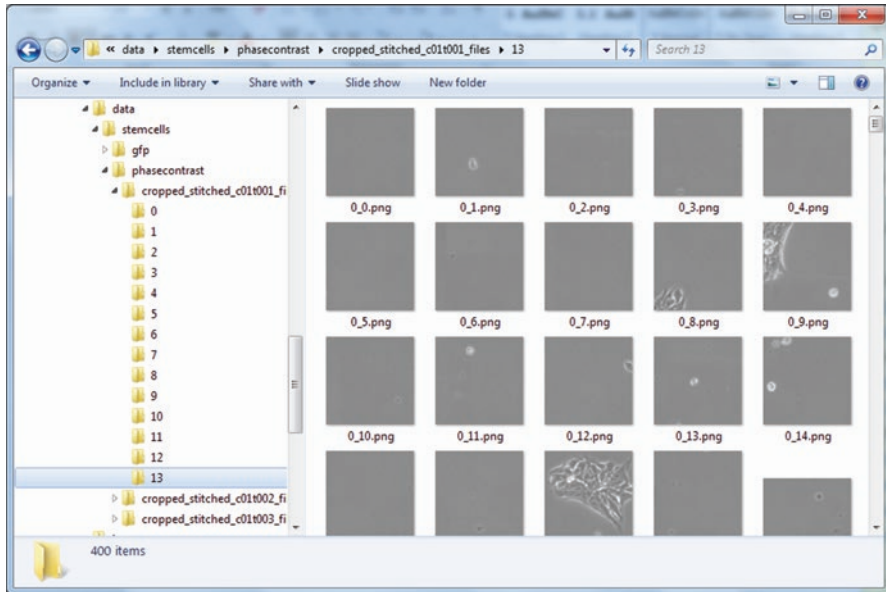 « data ▸ stemcells ▸ phasecontrast ▸ cropped_stitched_c01t001_files ▸ 13
Search 13
Organize Include in library Share with Slide show New folder
data
stemcells
gfp
phasecontrast
cropped_stitched_c01t001_fi
0
1
2
3
4
5
6
7
8
9
10
11
12
13
cropped_stitched_c01t002_fi
cropped_stitched_c01t003_fi
0_0.png 0_1.png 0_2.png 0_3.png 0_4.png
0_5.png 0_6.png 0_7.png 0_8.png 0_9.png
0_10.png 0_11.png 0_12.png 0_13.png 0_14.png
400 items